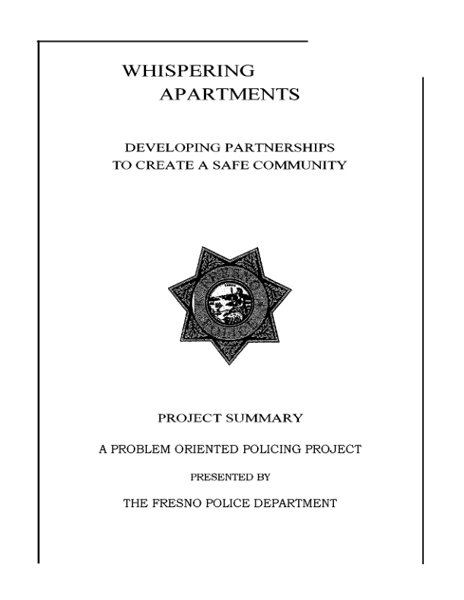 WHISPERING
APARTMENTS
DEVELOPING PARTNERSHIPS
TO CREATE A SAFE COMMUNITY
PROJECT SUMMARY
A PROBLEM ORIENTED POLICING PROJECT
PRESENTED BY
THE FRESNO POLICE DEPARTMENT